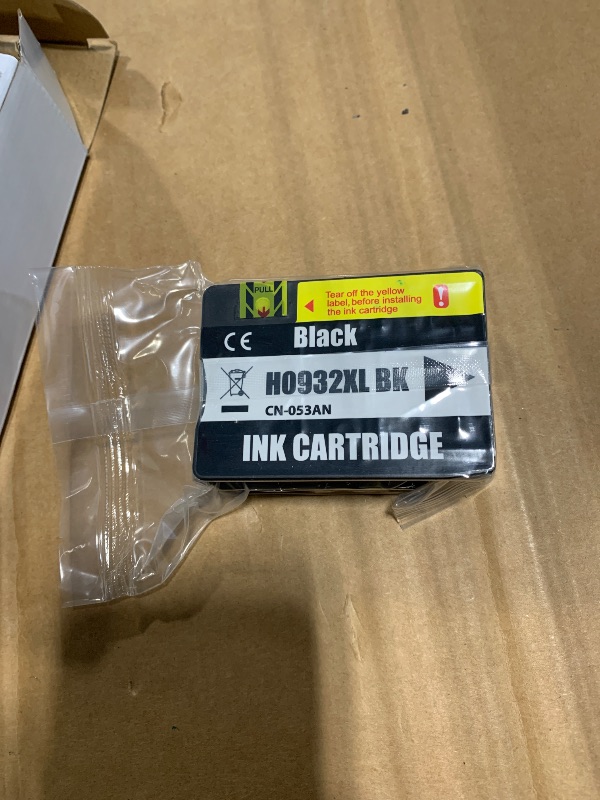 PULL
Tear off the yellow
label, before installing
the ink cartridge
CE Black
H0932XL BK
CN-053AN
INK CARTRIDGE